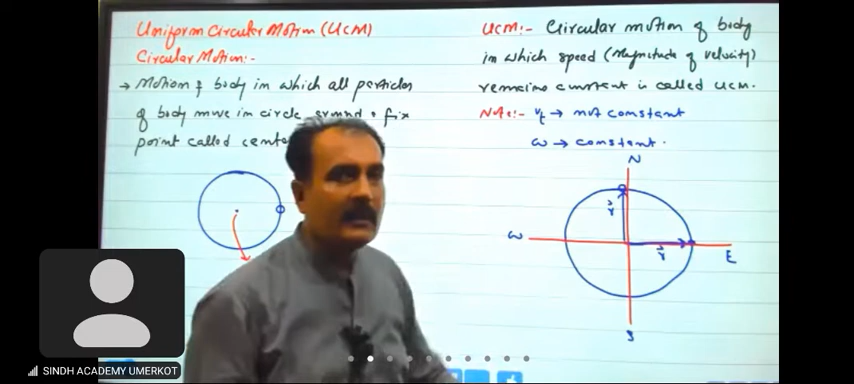 Uniform Circular Motion (UCM)
Circular Motion:-
→ Motion of body in which all particles
of body move in circle around a fix
point called cente
UCM:- Circular motion of body
in which speed (Magnitude of velocity)
remains constant is called UCM.
Note:- vt → not constant
ω → constant.
N
r
W
r
E
S
SINDH ACADEMY UMERKOT